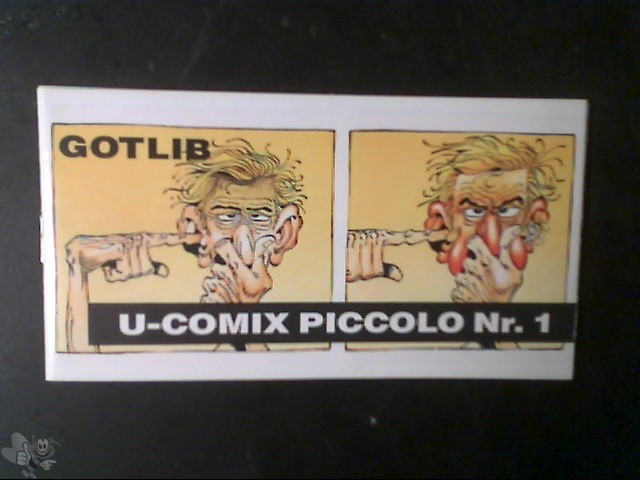 GOTLIB
U-COMIX PICCOLO Nr. 1